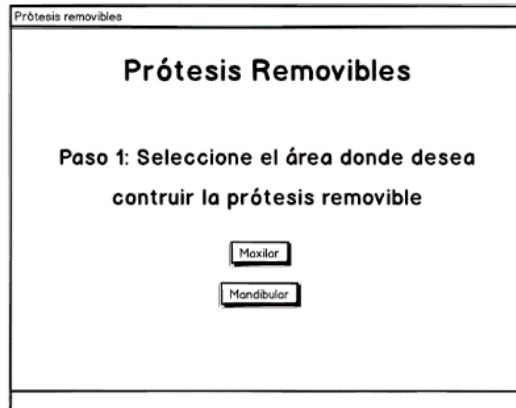 Prótesis removibles
Prótesis Removibles
Paso 1: Seleccione el área donde desea
contruir la prótesis removible
Maxilar
Mandibular